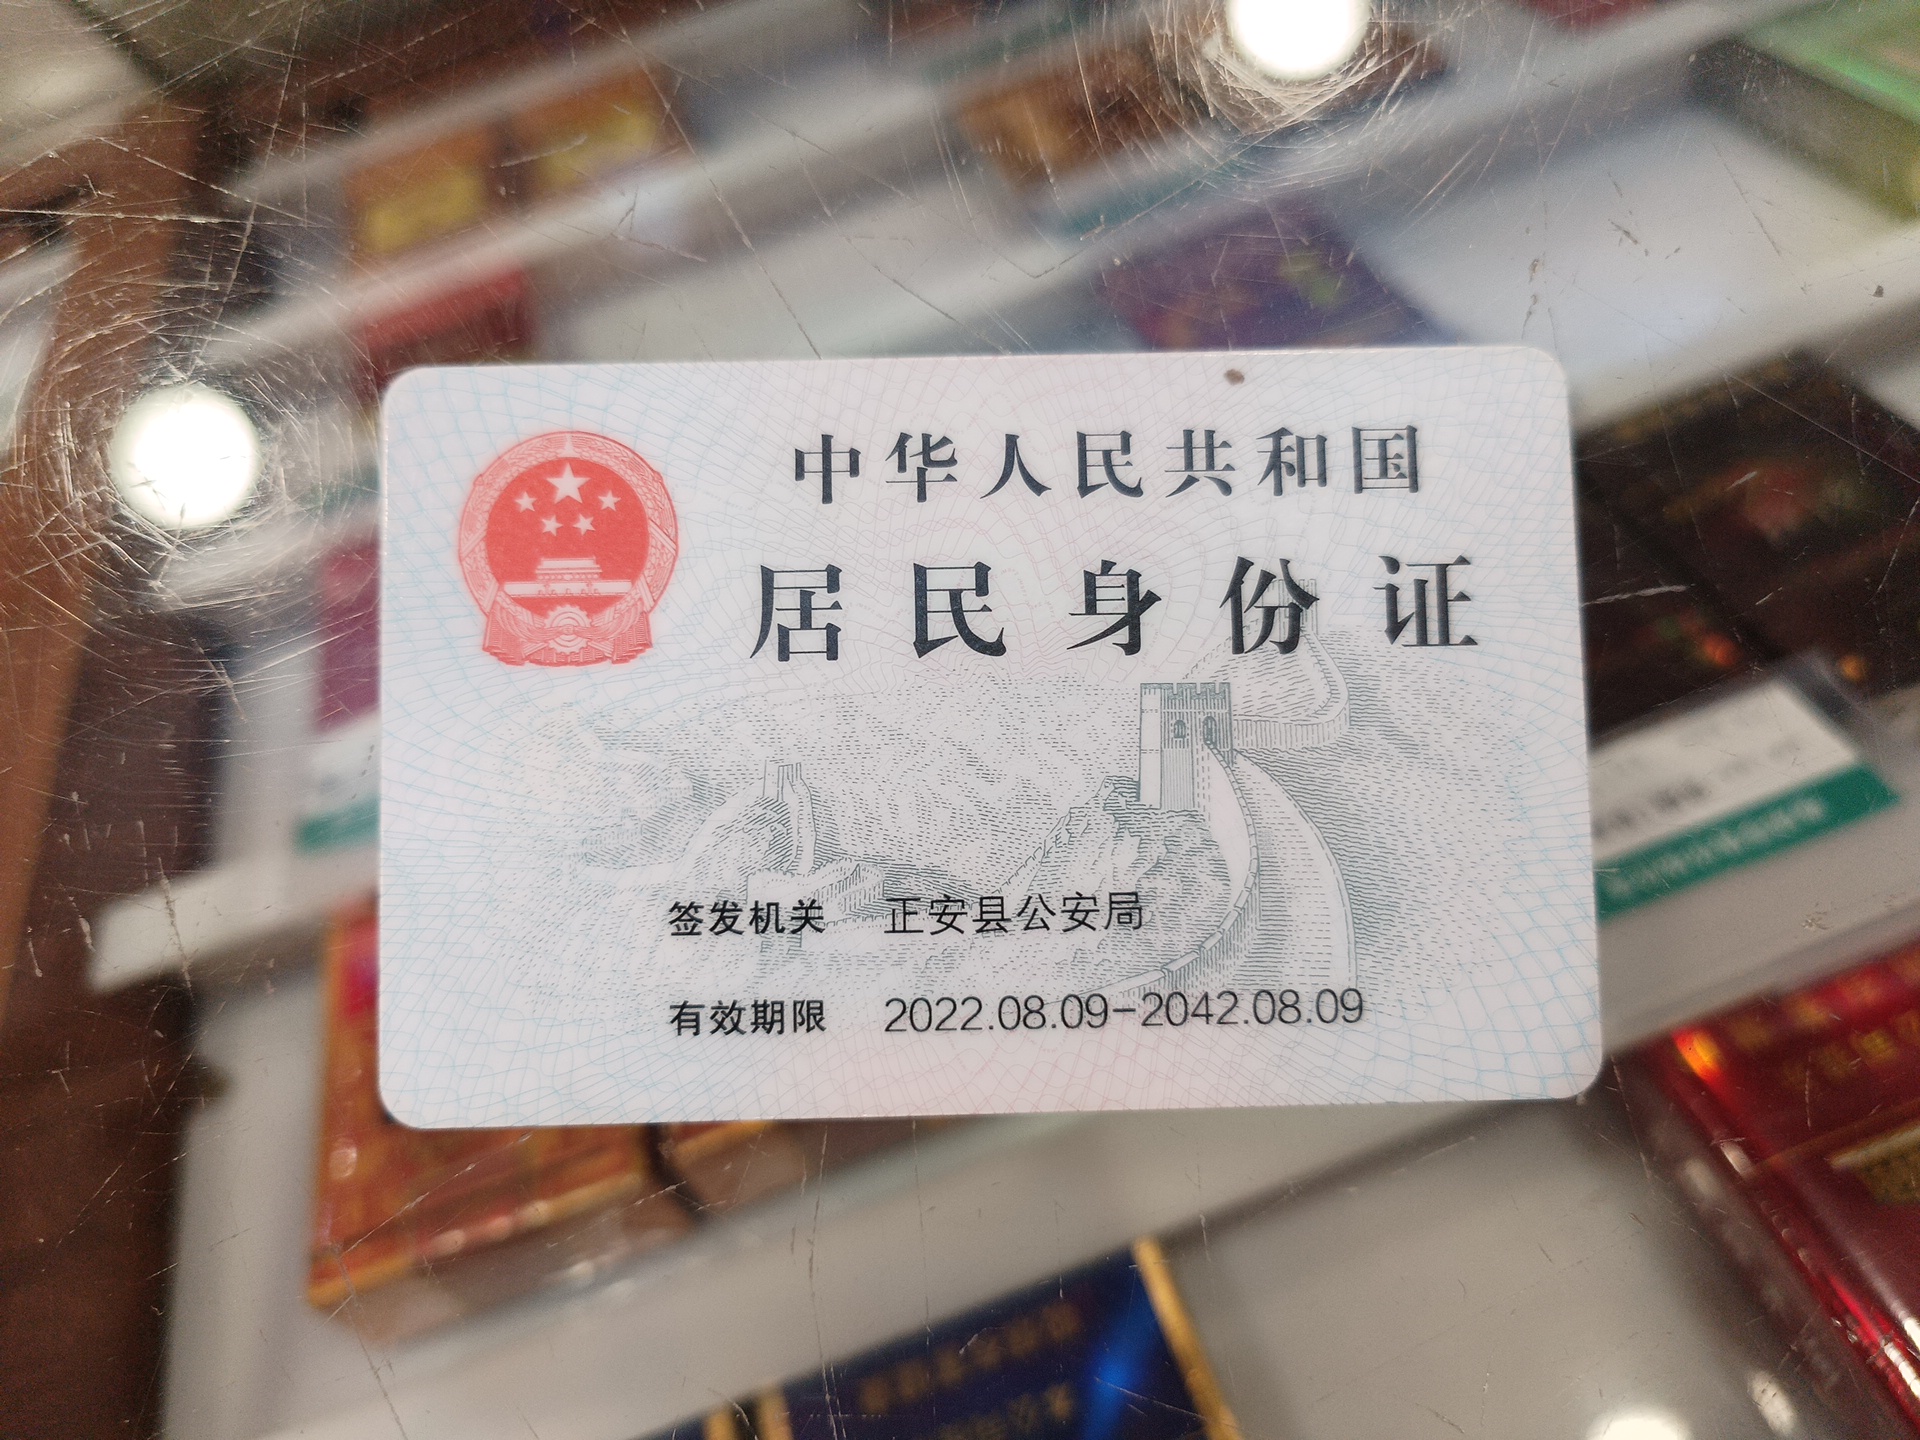 中华人民共和国
居民身份证
签发机关 正安县公安局
有效期限 2022.08.09-2042.08.09